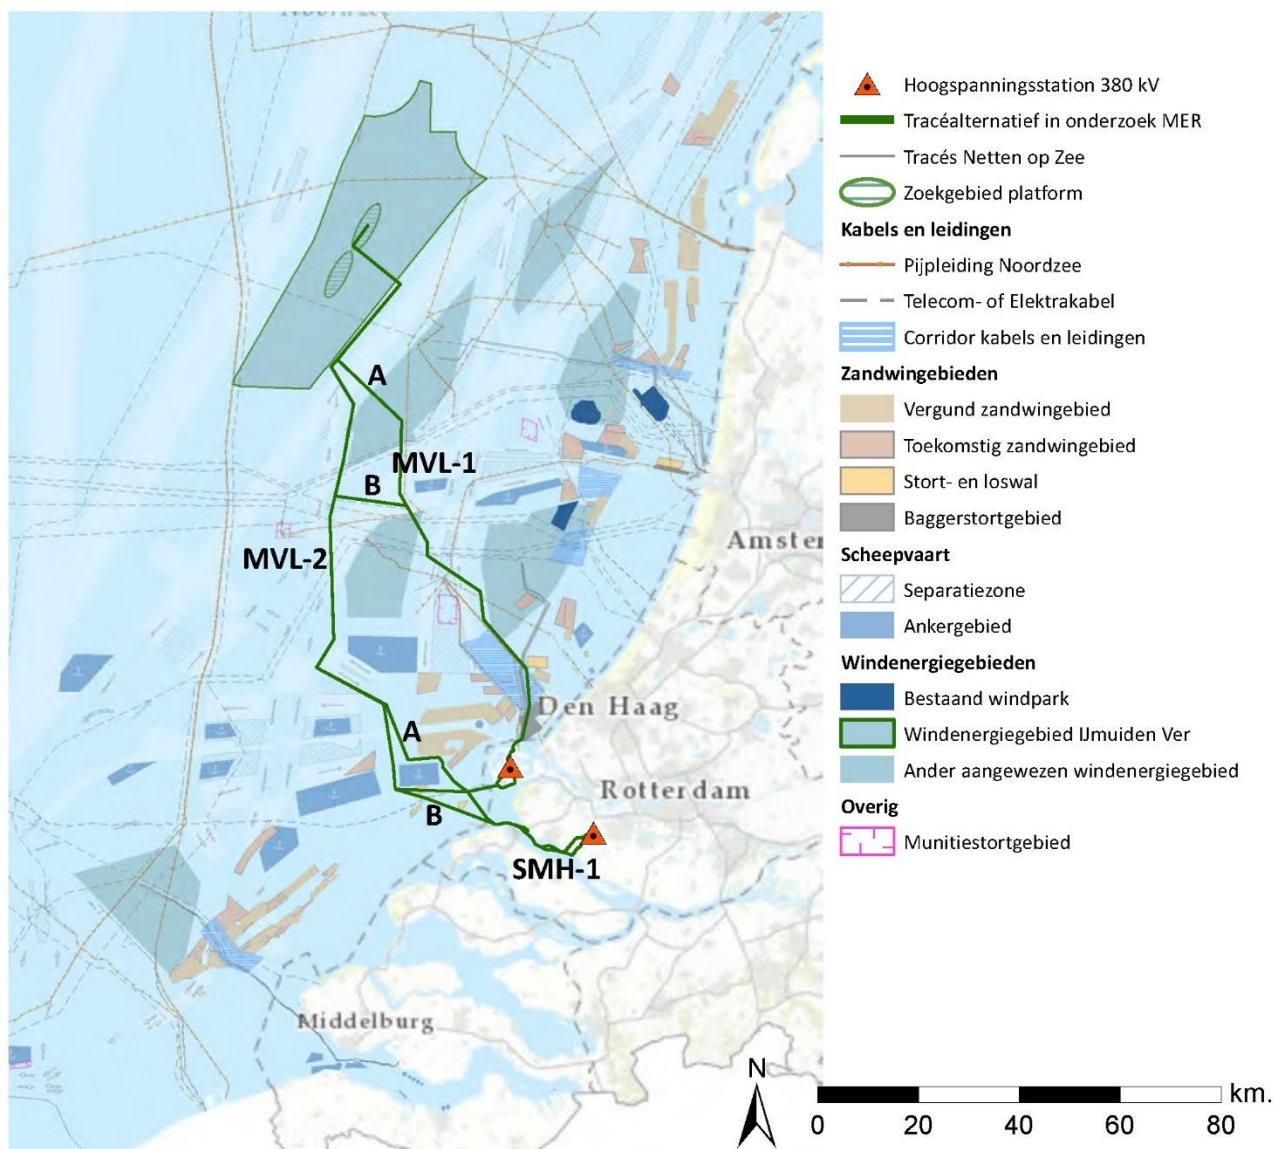 Noordzee
A
MVL-1
B
MVL-2
Amster
Den Haag
A
Rotterdam
B
SMH-1
Middelburg
Hoogspanningsstation 380 kV
Tracéalternatief in onderzoek MER
Tracés Netten op Zee
Zoekgebied platform
Kabels en leidingen
Pijpleiding Noordzee
Telecom- of Elektrakabel
Corridor kabels en leidingen
Zandwingebieden
Vergund zandwingebied
Toekomstig zandwingebied
Stort- en loswal
Baggerstortgebied
Scheepvaart
Separatiezone
Ankergebied
Windenergiegebieden
Bestaand windpark
Windenergiegebied IJmuiden Ver
Ander aangewezen windenergiegebied
Overig
Munitiestortgebied
N
km.
0 20 40 60 80